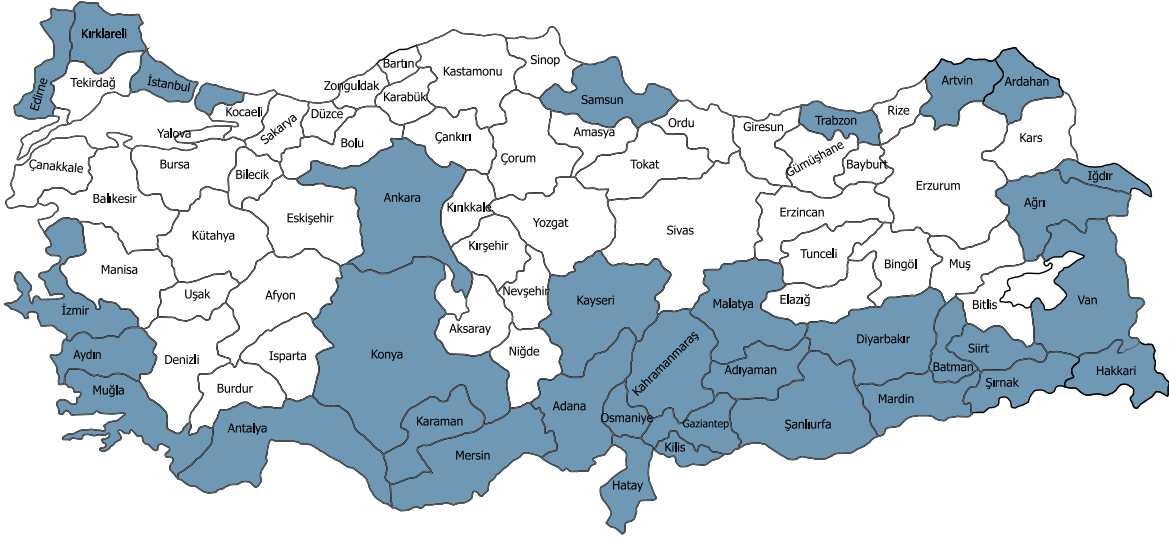 Kırklareli
Edirne
Tekirdağ
İstanbul
Kocaeli
Yalova
Sakarya
Düzce
Zonguldak
Bartın
Karabük
Kastamonu
Sinop
Samsun
Bolu
Çankırı
Çorum
Amasya
Ordu
Tokat
Giresun
Trabzon
Gümüşhane
Bayburt
Rize
Artvin
Ardahan
Kars
Iğdır
Ağrı
Erzurum
Erzincan
Çanakkale
Balıkesir
Bursa
Bilecik
Eskişehir
Kütahya
Ankara
Kırıkkale
Kırşehir
Yozgat
Sivas
Tunceli
Bingöl
Muş
Bitlis
Van
Elazığ
Malatya
Kayseri
Nevşehir
Aksaray
Niğde
Manisa
Uşak
Afyon
İzmir
Aydın
Denizli
Isparta
Burdur
Muğla
Antalya
Konya
Karaman
Mersin
Adana
Osmaniye
Kahramanmaraş
Adıyaman
Gaziantep
Kilis
Hatay
Şanlıurfa
Diyarbakır
Batman
Siirt
Mardin
Şırnak
Hakkari